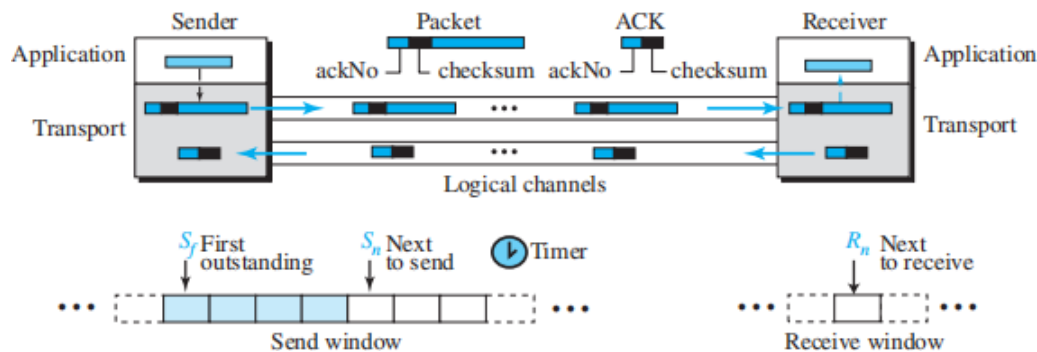 Sender
Packet
ACK
Receiver
Application
Application
ackNo
checksum
ackNo
checksum
Transport
Transport
Logical channels
Sf First outstanding
Sn Next to send
Timer
Rn Next to receive
Send window
Receive window